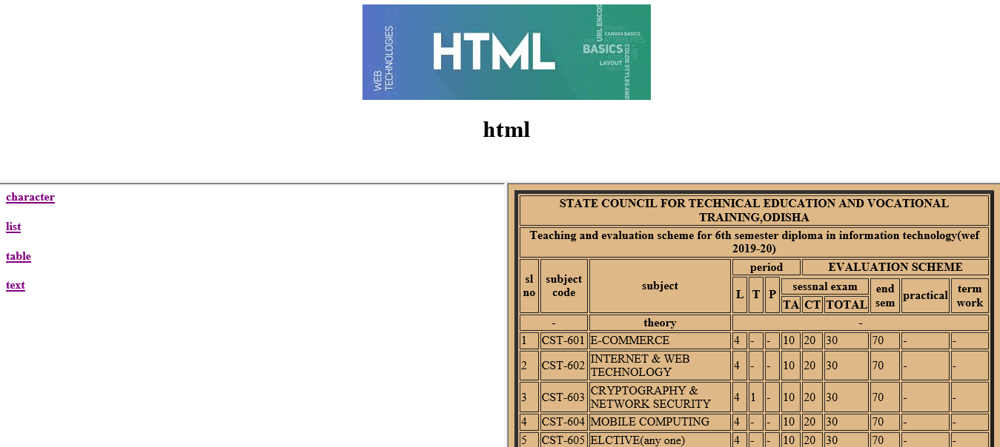 WEB
TECHNOLOGIES
HTML
URL ENCOD
FRAMES
CANVAS BASICS
ATTRIBUTES
BASICS
LAYOUT
COLOR STYLES AND
html
character
list
table
text
STATE COUNCIL FOR TECHNICAL EDUCATION AND VOCATIONAL
TRAINING,ODISHA
Teaching and evaluation scheme for 6th semester diploma in information technology(wef
2019-20)
sl no subject code subject period EVALUATION SCHEME
L T P sessnal exam end sem practical term work
TA CT TOTAL
- theory -
1 CST-601 E-COMMERCE 4 - - 10 20 30 70 - -
2 CST-602 INTERNET & WEB TECHNOLOGY 4 - - 10 20 30 70 - -
3 CST-603 CRYPTOGRAPHY & NETWORK SECURITY 4 1 - 10 20 30 70 - -
4 CST-604 MOBILE COMPUTING 4 - - 10 20 30 70 - -
5 CST-605 ELCTIVE(any one) 4 - - 10 20 30 70 - -